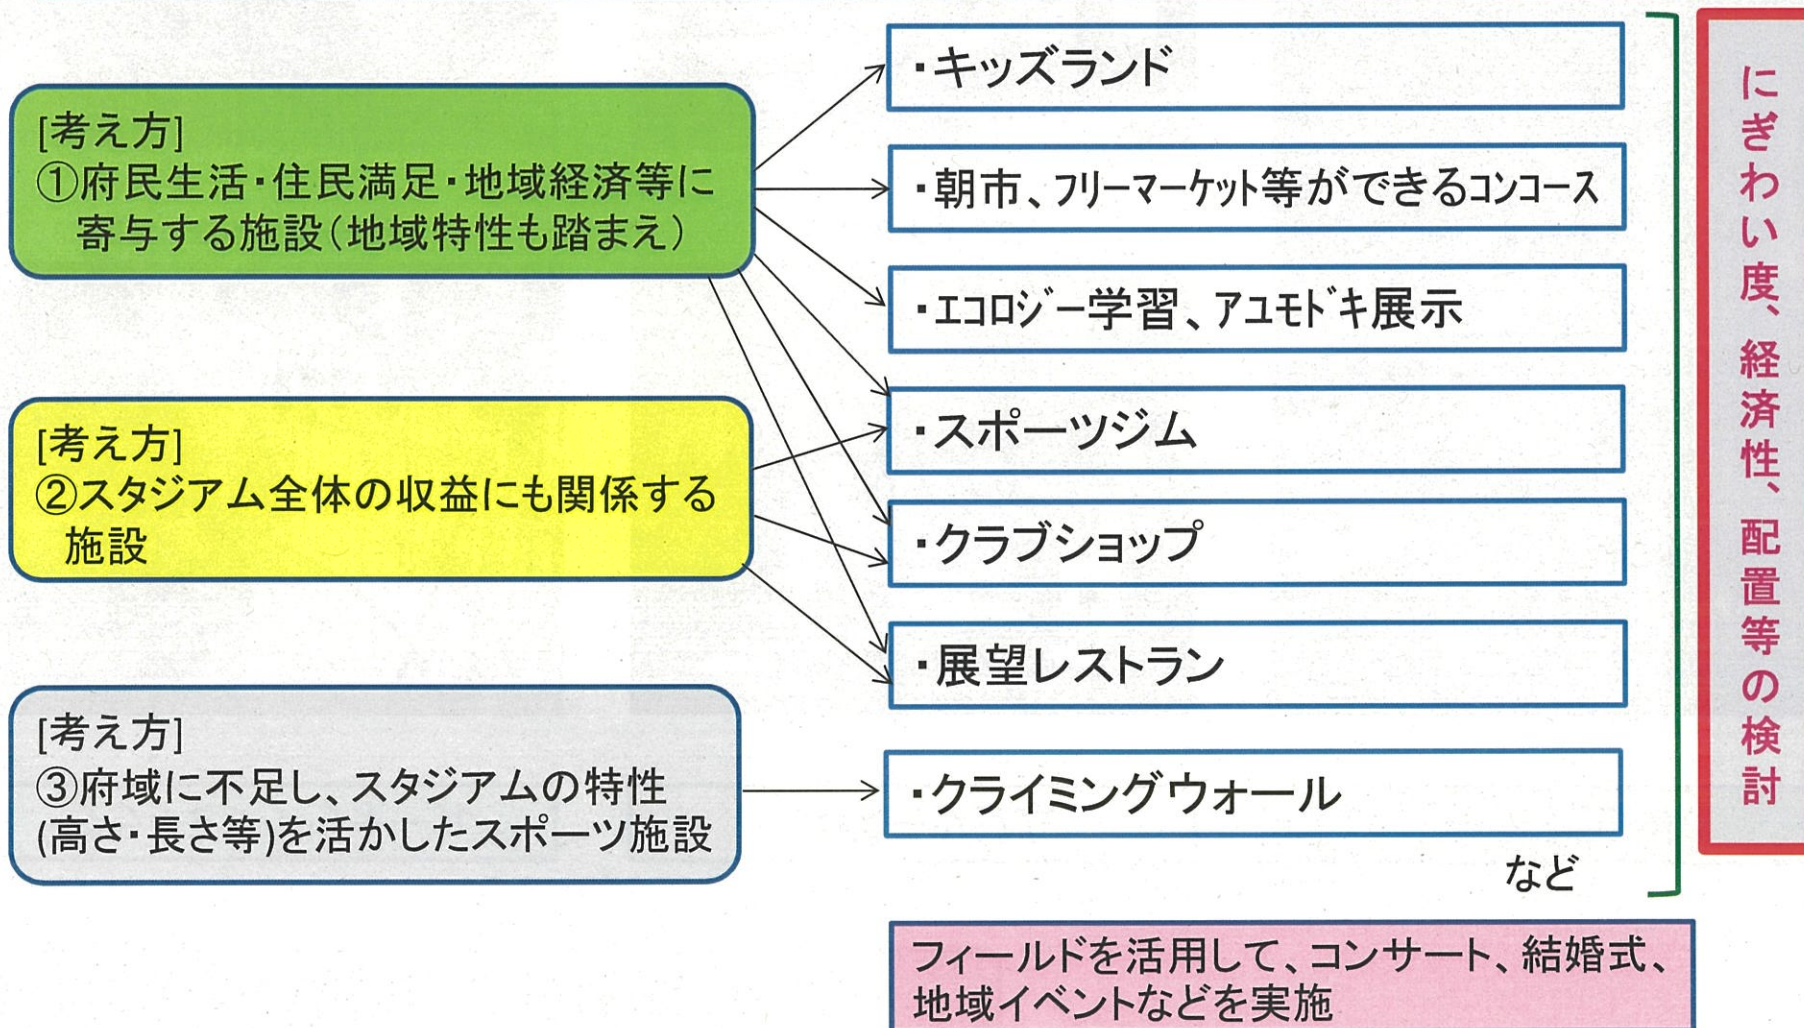 [考え方]
①府民生活・住民満足・地域経済等に
寄与する施設(地域特性も踏まえ)
[考え方]
②スタジアム全体の収益にも関係する
施設
[考え方]
③府域に不足し、スタジアムの特性
(高さ・長さ等)を活かしたスポーツ施設
・キッズランド
・朝市、フリーマーケット等ができるコンコース
・エコロジー学習、アユモドキ展示
・スポーツジム
・クラブショップ
・展望レストラン
・クライミングウォール
など
フィールドを活用して、コンサート、結婚式、
地域イベントなどを実施
にぎわい度、経済性、配置等の検討